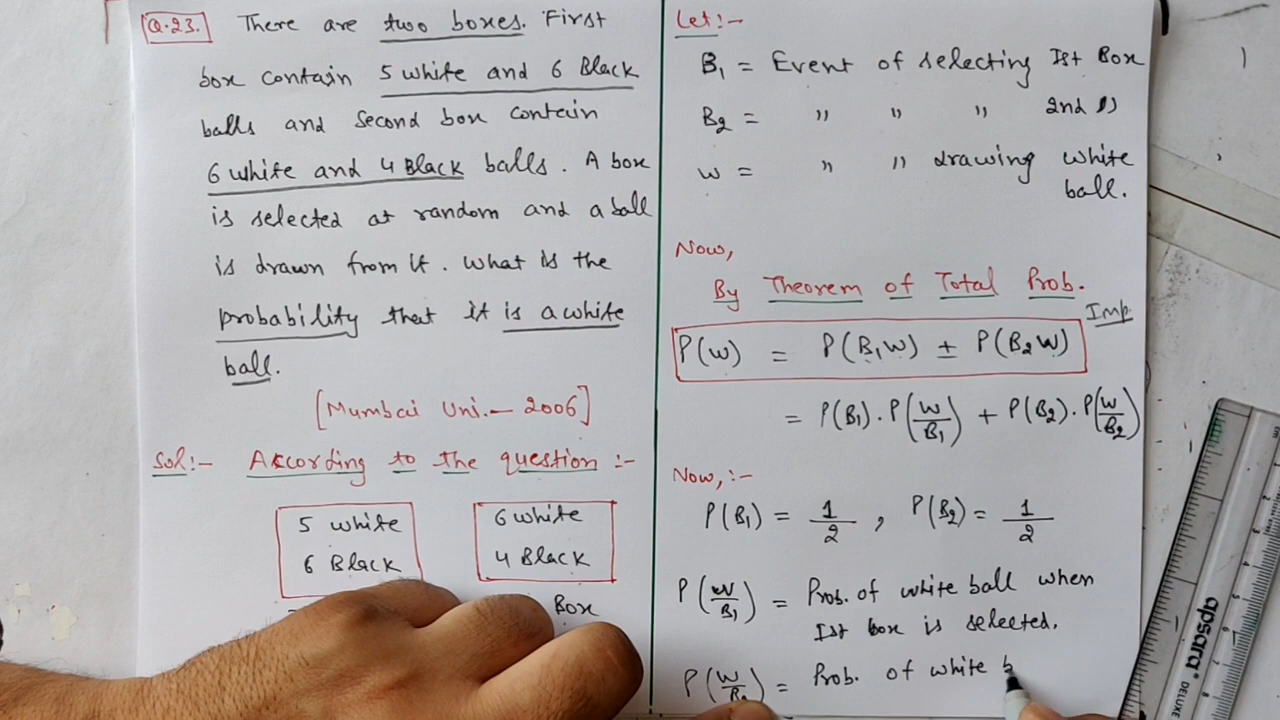 Q.23. There are two boxes. First
box contain 5 white and 6 Black
balls and second box contain
6 white and 4 Black balls. A box
is selected at random and a ball
is drawn from it. What is the
probability that it is a white
ball.
[Mumbai Uni. — 2006]
Sol:- According to the question :-
5 white
6 Black
6 white
4 Black
Box
Let:-
B₁ = Event of selecting Ist Box
B₂ = " " " 2nd "
W = " " drawing white
ball.
Now,
By Theorem of Total Prob.
Imp.
P(W) = P(B₁W) ± P(B₂W)
= P(B₁). P(W/B₁) + P(B₂). P(W/B₂)
Now,:-
P(B₁) = 1/2 , P(B₂) = 1/2
P(W/B₁) = Prob. of white ball when
Ist box is selected.
P(W/B₂) = Prob. of white b
apsara
DELUXE